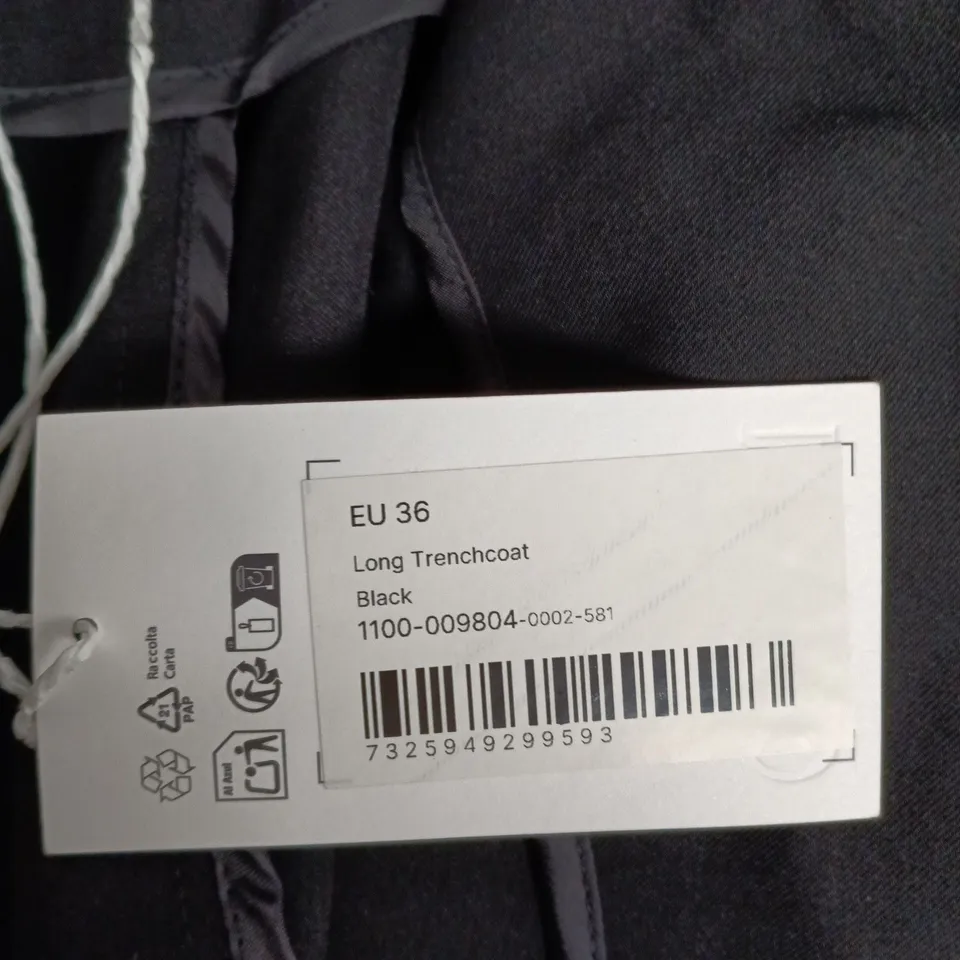 EU 36
Long Trenchcoat
Black
1100-009804-0002-581
7325949299593
Raccolta
Carta
21
PAP
Al Azul